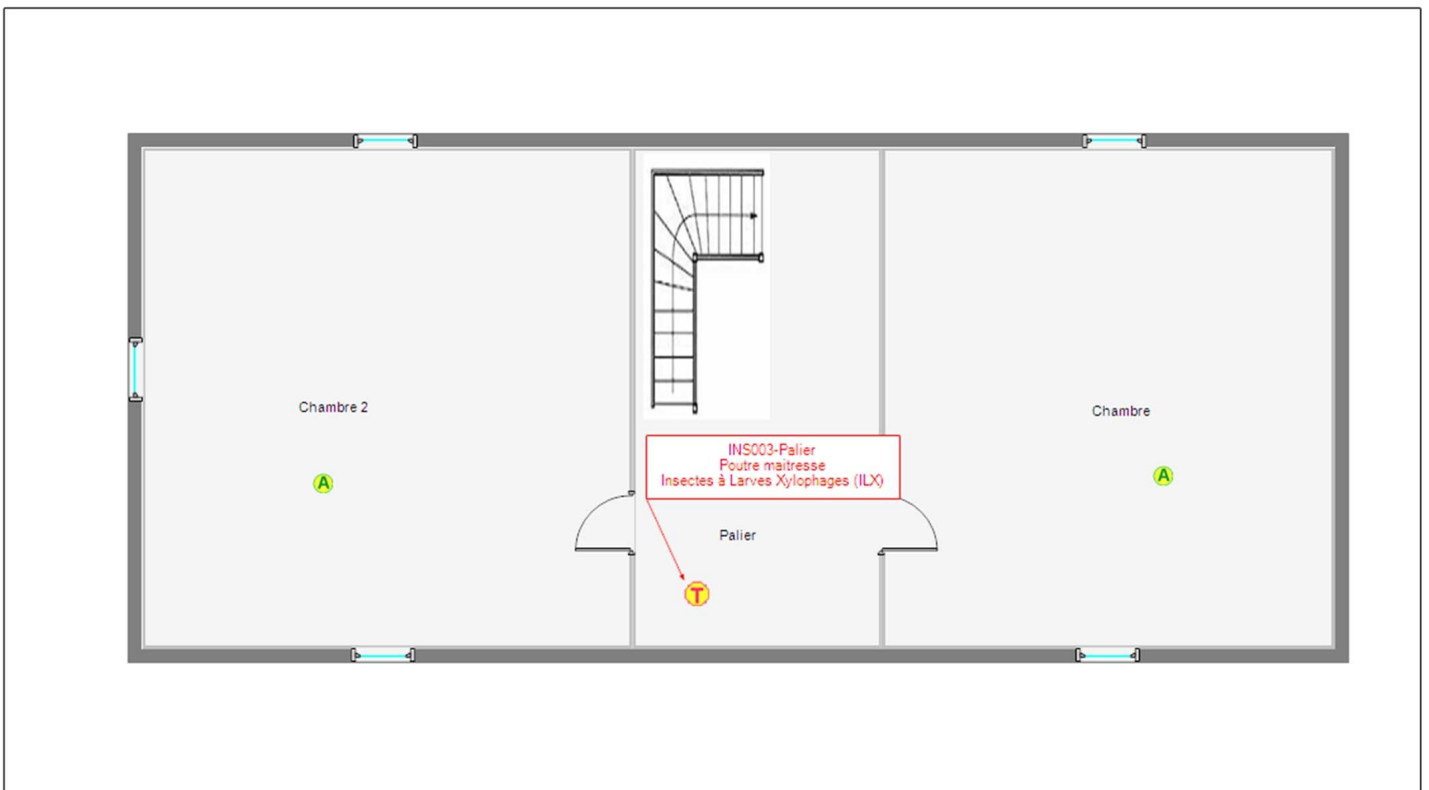 Chambre 2
Chambre
INS003-Palier
Poutre maitresse
Insectes à Larves Xylophages (ILX)
A
A
Palier
T